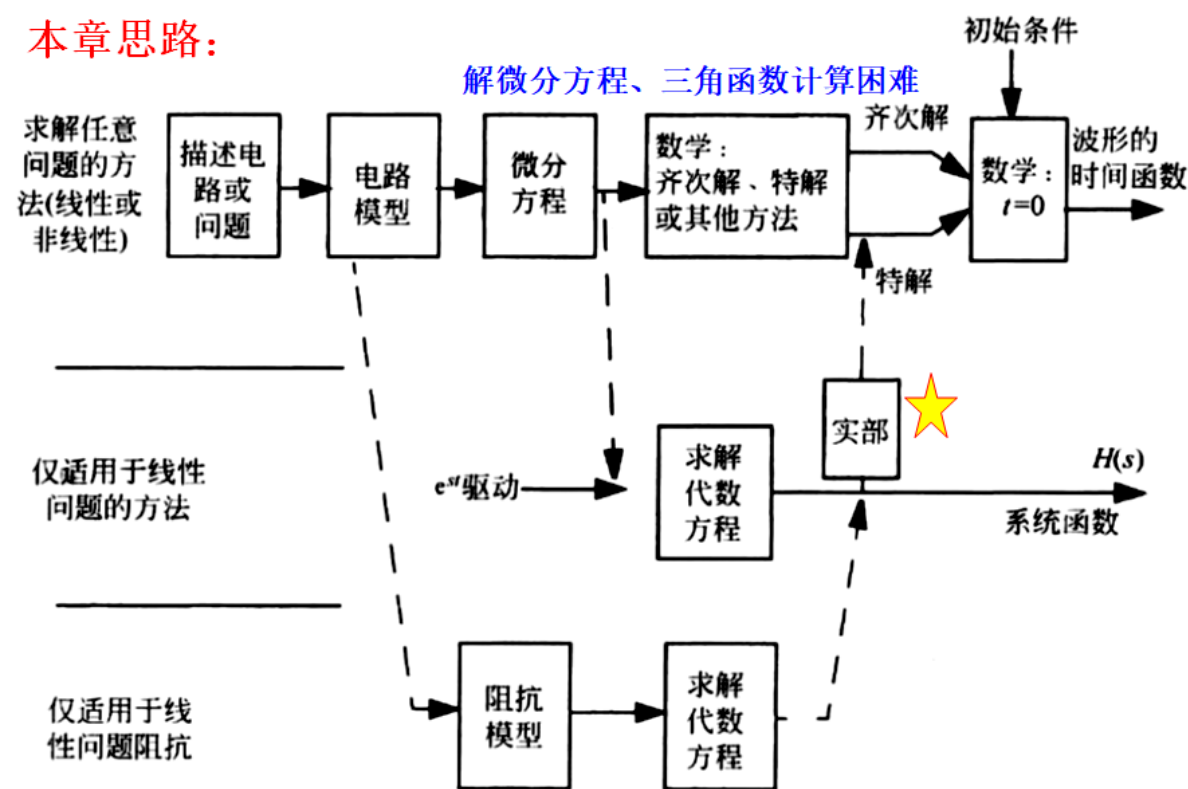 本章思路：
初始条件
解微分方程、三角函数计算困难
求解任意
问题的方
法(线性或
非线性)
描述电
路或
问题
电路
模型
微分
方程
数学：
齐次解、特解
或其他方法
齐次解
特解
数学：
t=0
波形的
时间函数
实部
仅适用于线性
问题的方法
e^{st}驱动
求解
代数
方程
H(s)
系统函数
仅适用于线
性问题阻抗
阻抗
模型
求解
代数
方程